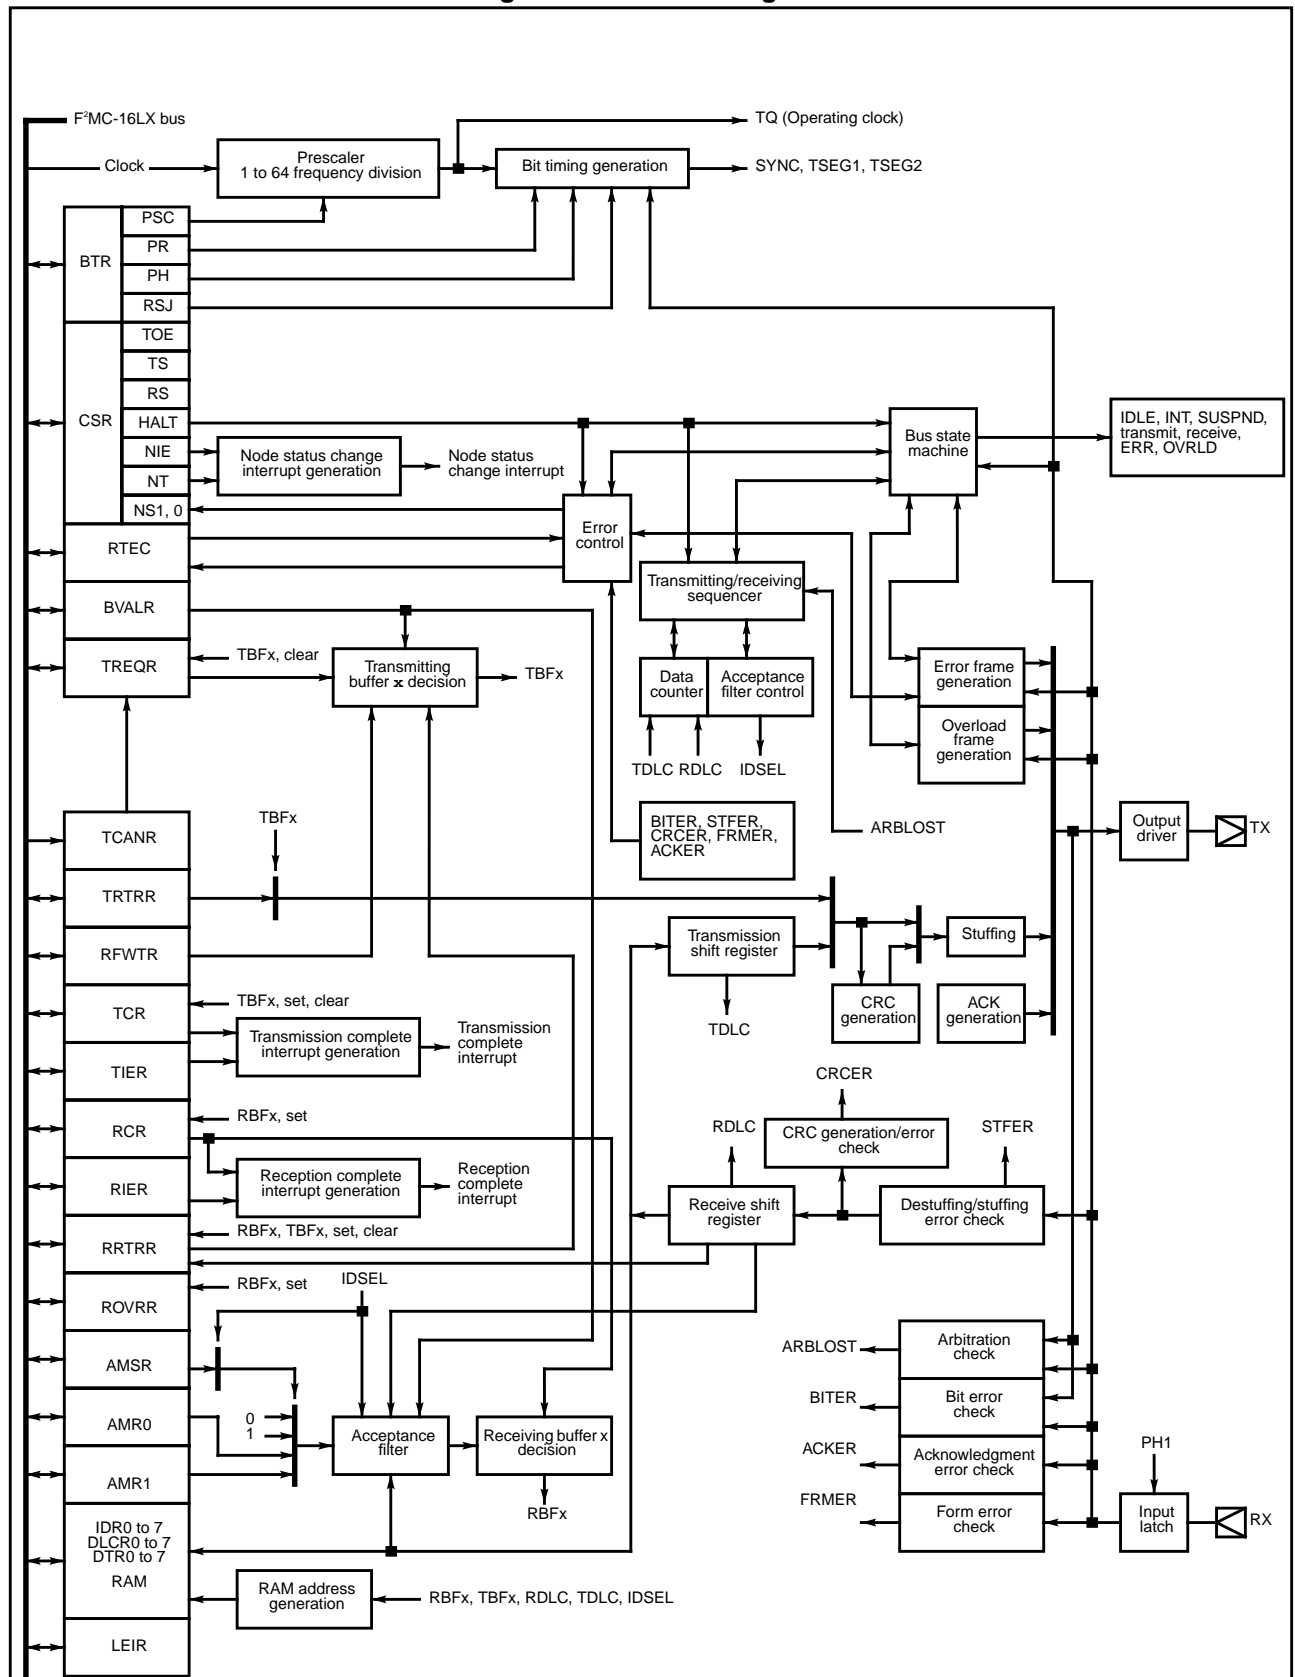 F²MC-16LX bus
TQ (Operating clock)
Clock
Prescaler
1 to 64 frequency division
Bit timing generation
SYNC, TSEG1, TSEG2
BTR
PSC
PR
PH
RSJ
CSR
TOE
TS
RS
HALT
NIE
NT
NS1, 0
Node status change
interrupt generation
Node status
change interrupt
Bus state
machine
IDLE, INT, SUSPND,
transmit, receive,
ERR, OVRLD
Error
control
RTEC
BVALR
TREQR
TBFx, clear
Transmitting
buffer x decision
TBFx
Transmitting/receiving
sequencer
Data
counter
Acceptance
filter control
TDLC
RDLC
IDSEL
Error frame
generation
Overload
frame
generation
BITER, STFER,
CRCER, FRMER,
ACKER
ARBLOST
Output
driver
TX
TCANR
TBFx
TRTRR
RFWTR
Transmission
shift register
TDLC
Stuffing
CRC
generation
ACK
generation
TCR
TBFx, set, clear
Transmission complete
interrupt generation
Transmission
complete
interrupt
TIER
CRCER
RCR
RBFx, set
RDLC
CRC generation/error
check
STFER
RIER
Reception complete
interrupt generation
Reception
complete
interrupt
Receive shift
register
Destuffing/stuffing
error check
RRTRR
RBFx, TBFx, set, clear
ROVRR
RBFx, set
IDSEL
AMSR
ARBLOST
Arbitration
check
BITER
Bit error
check
AMR0
0
1
Acceptance
filter
Receiving buffer x
decision
ACKER
Acknowledgment
error check
PH1
AMR1
RBFx
FRMER
Form error
check
Input
latch
RX
IDR0 to 7
DLCR0 to 7
DTR0 to 7
RAM
RAM address
generation
RBFx, TBFx, RDLC, TDLC, IDSEL
LEIR